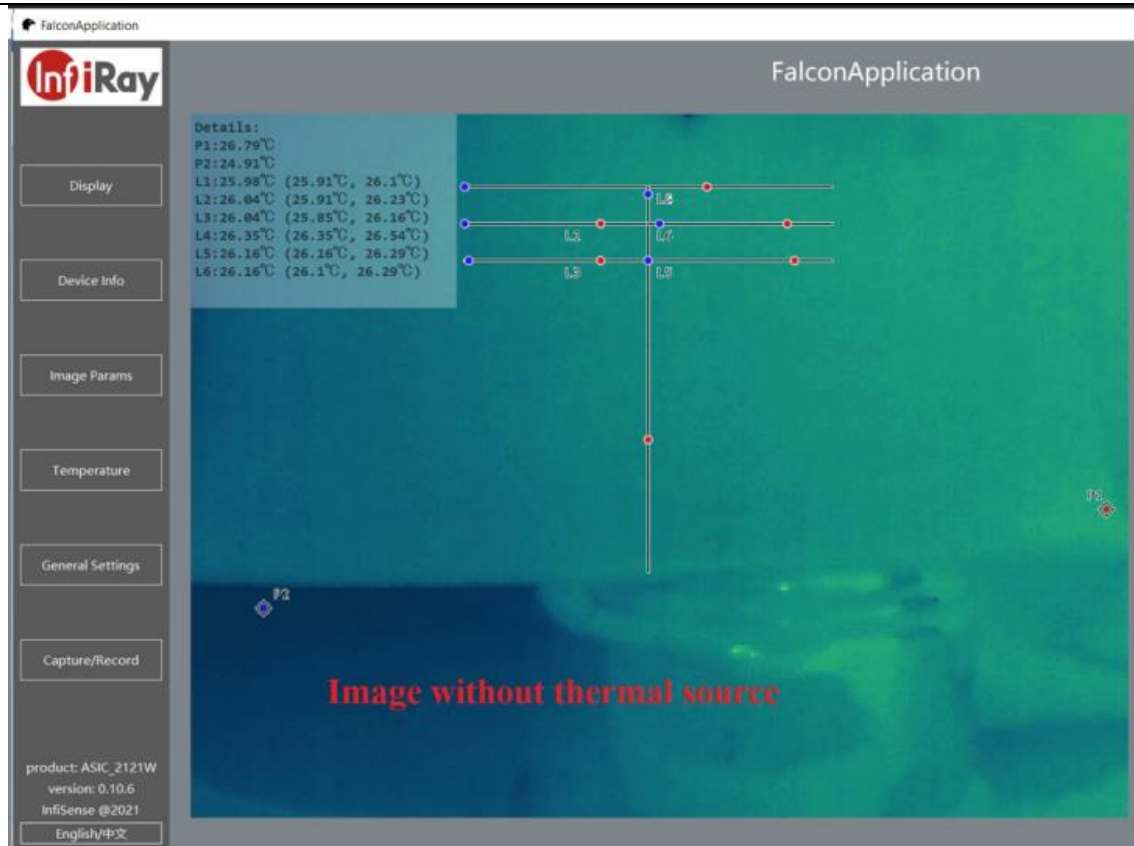 FalconApplication
InfiRay
FalconApplication
Details:
P1:26.79℃
P2:24.91℃
L1:25.98℃ (25.91℃, 26.1℃)
L2:26.04℃ (25.91℃, 26.23℃)
L3:26.04℃ (25.85℃, 26.16℃)
L4:26.35℃ (26.35℃, 26.54℃)
L5:26.16℃ (26.16℃, 26.29℃)
L6:26.16℃ (26.1℃, 26.29℃)
Display
Device Info
Image Params
Temperature
General Settings
Capture/Record
L6
L3
L5
P1
P2
Image without thermal source
product: ASIC_2121W
version: 0.10.6
InfiSense @2021
English/中文